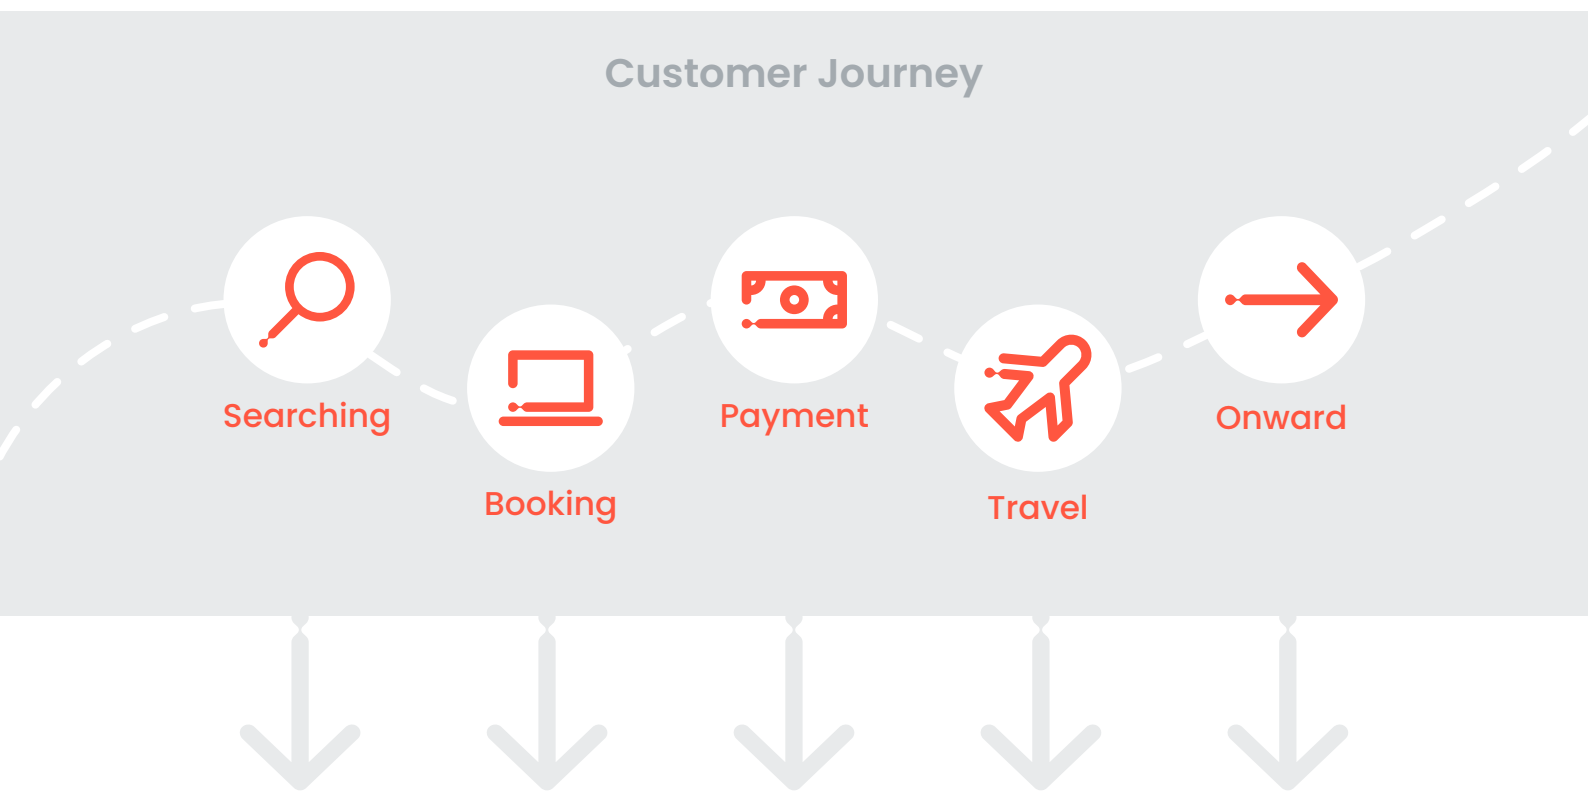 Customer Journey
Searching
Booking
Payment
Travel
Onward